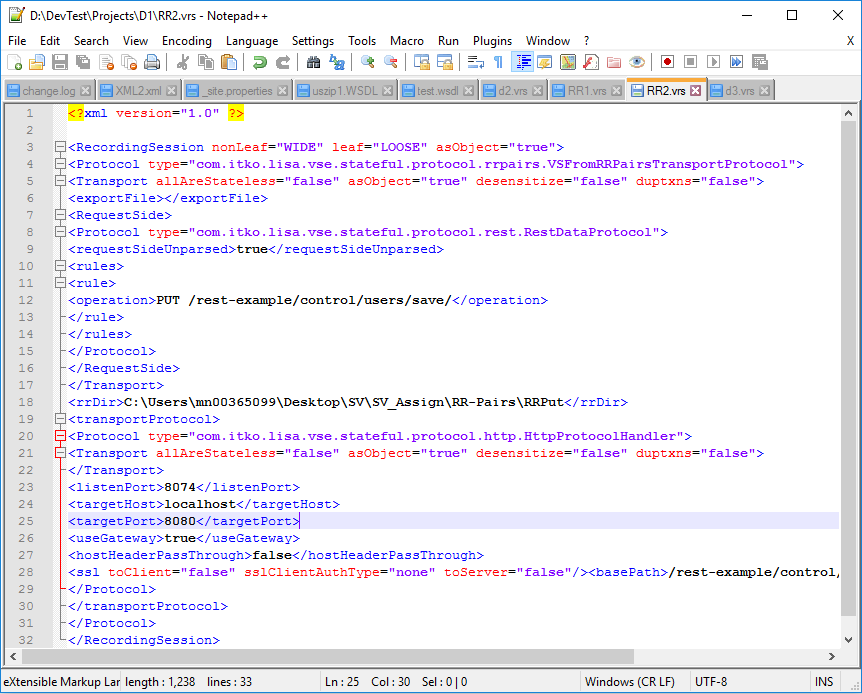 D:\DevTest\Projects\D1\RR2.vrs - Notepad++
File Edit Search View Encoding Language Settings Tools Macro Run Plugins Window ? X
change.log XML2.xml _site.properties uszip1.WSDL test.wsdl d2.vrs RR1.vrs RR2.vrs d3.vrs
1 <?xml version="1.0" ?>
2
3 <RecordingSession nonLeaf="WIDE" leaf="LOOSE" asObject="true">
4 <Protocol type="com.itko.lisa.vse.stateful.protocol.rrpairs.VSFromRRPairsTransportProtocol">
5 <Transport allAreStateless="false" asObject="true" desensitize="false" duptxns="false">
6 <exportFile></exportFile>
7 <RequestSide>
8 <Protocol type="com.itko.lisa.vse.stateful.protocol.rest.RestDataProtocol">
9 <requestSideUnparsed>true</requestSideUnparsed>
10 <rules>
11 <rule>
12 <operation>PUT /rest-example/control/users/save/</operation>
13 </rule>
14 </rules>
15 </Protocol>
16 </RequestSide>
17 </Transport>
18 <rrDir>C:\Users\mn00365099\Desktop\SV\SV_Assign\RR-Pairs\RRPut</rrDir>
19 <transportProtocol>
20 <Protocol type="com.itko.lisa.vse.stateful.protocol.http.HttpProtocolHandler">
21 <Transport allAreStateless="false" asObject="true" desensitize="false" duptxns="false">
22 </Transport>
23 <listenPort>8074</listenPort>
24 <targetHost>localhost</targetHost>
25 <targetPort>8080</targetPort>
26 <useGateway>true</useGateway>
27 <hostHeaderPassThrough>false</hostHeaderPassThrough>
28 <ssl toClient="false" sslClientAuthType="none" toServer="false"/><basePath>/rest-example/control,
29 </Protocol>
30 </transportProtocol>
31 </Protocol>
32 </RecordingSession>
eXtensible Markup Lar length : 1,238 lines : 33 Ln : 25 Col : 30 Sel : 0 | 0 Windows (CR LF) UTF-8 INS